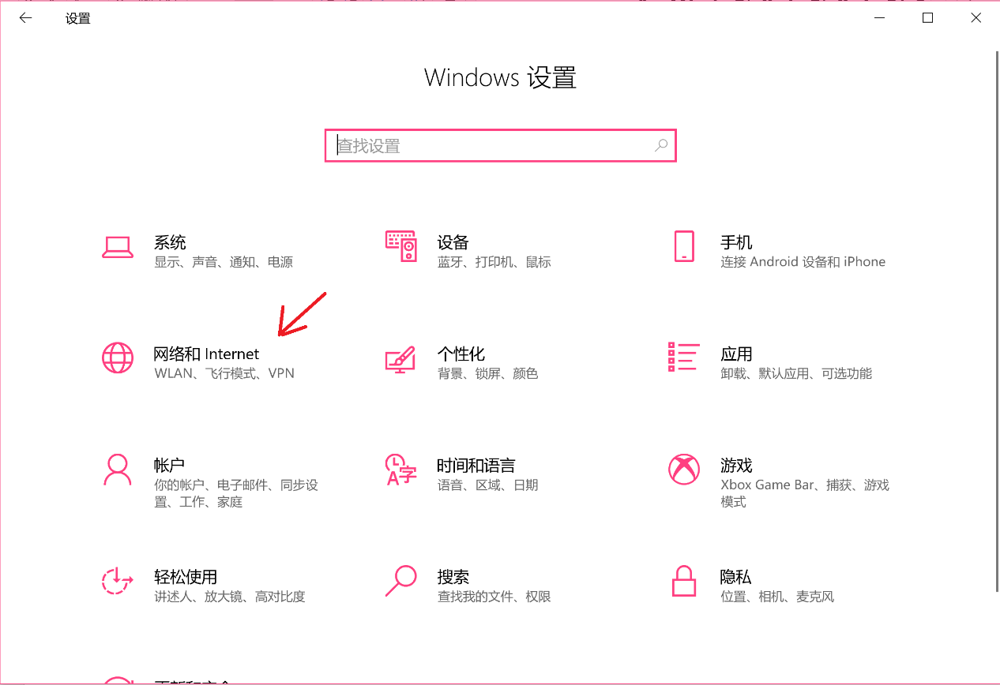 设置
Windows 设置
查找设置
系统
显示、声音、通知、电源
设备
蓝牙、打印机、鼠标
手机
连接 Android 设备和 iPhone
网络和 Internet
WLAN、飞行模式、VPN
个性化
背景、锁屏、颜色
应用
卸载、默认应用、可选功能
帐户
你的帐户、电子邮件、同步设
置、工作、家庭
时间和语言
语音、区域、日期
游戏
Xbox Game Bar、捕获、游戏
模式
轻松使用
讲述人、放大镜、高对比度
搜索
查找我的文件、权限
隐私
位置、相机、麦克风